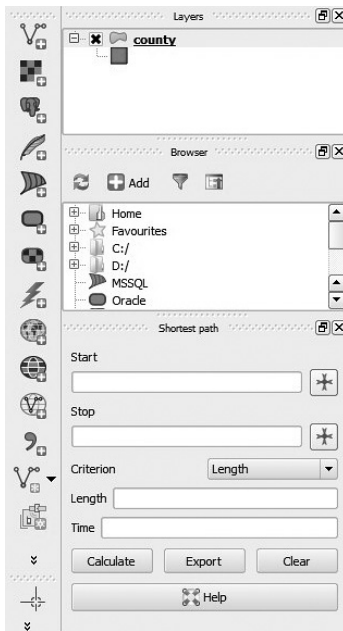 Layers
county
Browser
Add
Home
Favourites
C:/
D:/
MSSQL
Oracle
Shortest path
Start
Stop
Criterion Length
Length
Time
Calculate Export Clear
Help